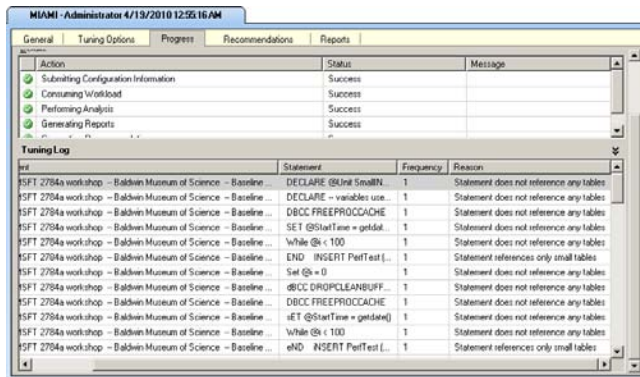 MIAMI - Administrator 4/19/2010 12:55:16 AM
General Tuning Options Progress Recommendations Reports
Action Status Message
Submitting Configuration Information Success
Consuming Workload Success
Performing Analysis Success
Generating Reports Success
Tuning Log
Statement Frequency Reason
MSFT 2784a workshop -- Baldwin Museum of Science -- Baseline ... DECLARE @Unit SmallIN... 1 Statement does not reference any tables
MSFT 2784a workshop -- Baldwin Museum of Science -- Baseline ... DECLARE -- variables use... 1 Statement does not reference any tables
MSFT 2784a workshop -- Baldwin Museum of Science -- Baseline ... DBCC FREEPROCCACHE 1 Statement does not reference any tables
MSFT 2784a workshop -- Baldwin Museum of Science -- Baseline ... SET @StartTime = getdat... 1 Statement does not reference any tables
MSFT 2784a workshop -- Baldwin Museum of Science -- Baseline ... While @i < 100 1 Statement does not reference any tables
MSFT 2784a workshop -- Baldwin Museum of Science -- Baseline ... END INSERT PerfTest (... 1 Statement references only small tables
MSFT 2784a workshop -- Baldwin Museum of Science -- Baseline ... Set @i = 0 1 Statement does not reference any tables
MSFT 2784a workshop -- Baldwin Museum of Science -- Baseline ... dBCC DROPCLEANBUFF... 1 Statement does not reference any tables
MSFT 2784a workshop -- Baldwin Museum of Science -- Baseline ... DBCC FREEPROCCACHE 1 Statement does not reference any tables
MSFT 2784a workshop -- Baldwin Museum of Science -- Baseline ... sET @StartTime = getdate() 1 Statement does not reference any tables
MSFT 2784a workshop -- Baldwin Museum of Science -- Baseline ... While @i < 100 1 Statement does not reference any tables
MSFT 2784a workshop -- Baldwin Museum of Science -- Baseline ... eND iNSERT PerfTest (... 1 Statement references only small tables